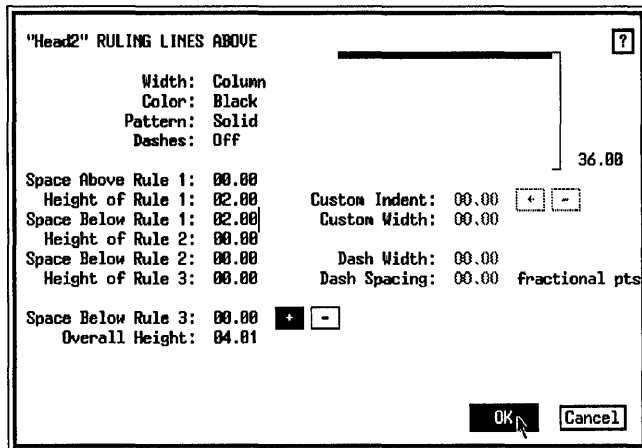 "Head2" RULING LINES ABOVE ?
Width: Column
Color: Black
Pattern: Solid
Dashes: Off
36.00
Space Above Rule 1: 00.00
Height of Rule 1: 02.00 Custom Indent: 00.00 + -
Space Below Rule 1: 02.00 Custom Width: 00.00
Height of Rule 2: 00.00
Space Below Rule 2: 00.00 Dash Width: 00.00
Height of Rule 3: 00.00 Dash Spacing: 00.00 fractional pts
Space Below Rule 3: 00.00 + -
Overall Height: 04.01
OK Cancel